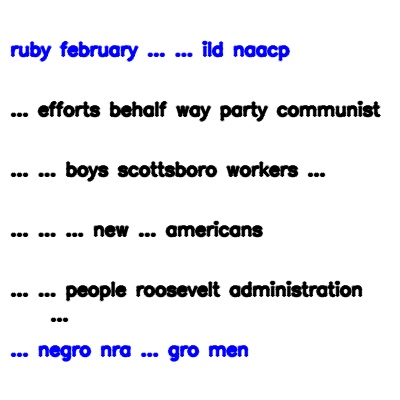 ruby february ... ... ild naacp
... efforts behalf way party communist
... ... boys scottsboro workers ...
... ... ... new ... americans
... ... people roosevelt administration
...
... negro nra ... gro men